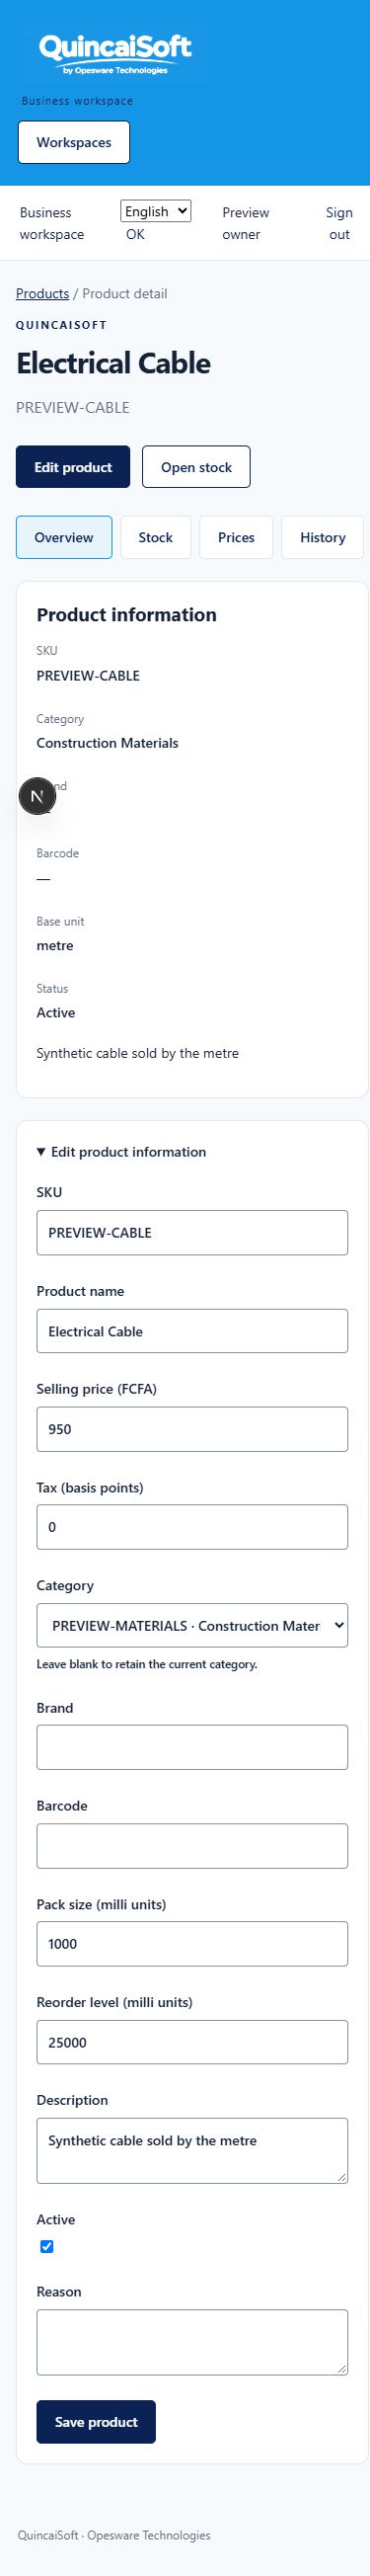 QuincaiSoft
by Opesware Technologies
Business workspace
Workspaces
Business workspace
English
OK
Preview owner
Sign out
Products / Product detail
QUINCAISOFT
Electrical Cable
PREVIEW-CABLE
Edit product
Open stock
Overview
Stock
Prices
History
Product information
SKU
PREVIEW-CABLE
Category
Construction Materials
N
Barcode
—
Base unit
metre
Status
Active
Synthetic cable sold by the metre
▼ Edit product information
SKU
PREVIEW-CABLE
Product name
Electrical Cable
Selling price (FCFA)
950
Tax (basis points)
0
Category
PREVIEW-MATERIALS · Construction Mater
Leave blank to retain the current category.
Brand
Barcode
Pack size (milli units)
1000
Reorder level (milli units)
25000
Description
Synthetic cable sold by the metre
Active
Reason
Save product
QuincaiSoft · Opesware Technologies